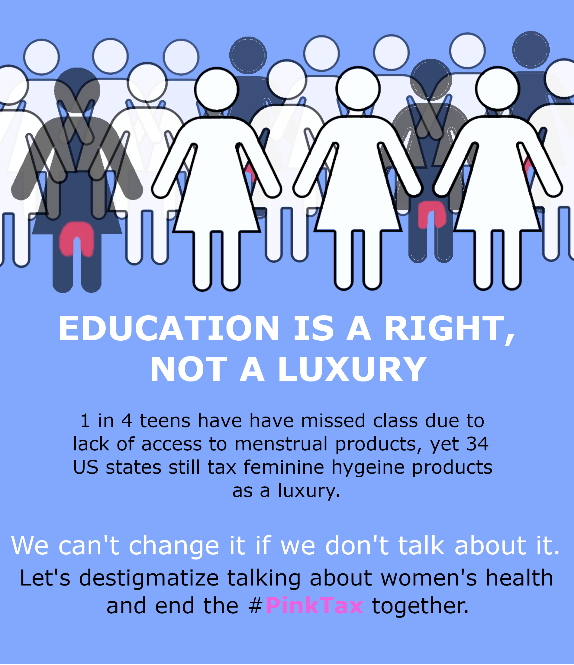 EDUCATION IS A RIGHT,
NOT A LUXURY
1 in 4 teens have have missed class due to
lack of access to menstrual products, yet 34
US states still tax feminine hygeine products
as a luxury.
We can't change it if we don't talk about it.
Let's destigmatize talking about women's health
and end the #PinkTax together.